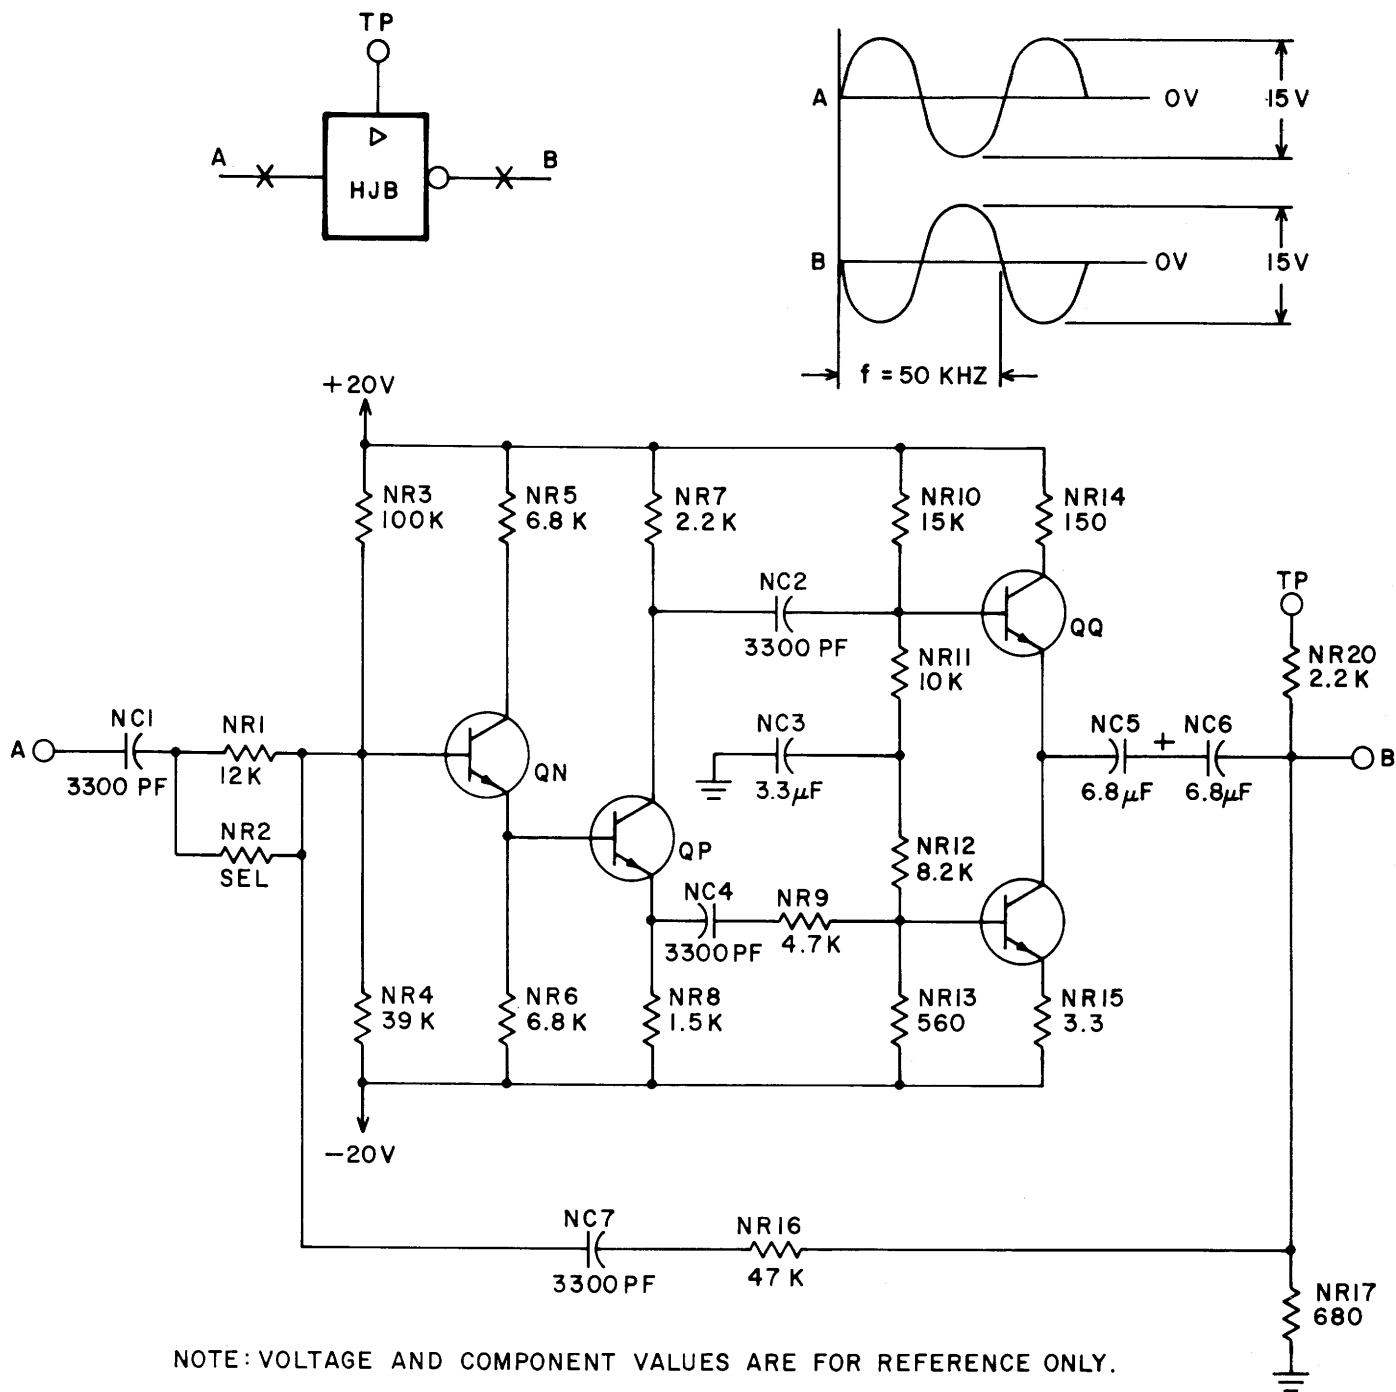 TP
A
HJB
B
A
0V
15V
B
0V
15V
f = 50 KHZ
+20V
NR3
100K
NR5
6.8 K
NR7
2.2 K
NR10
15K
NR14
150
NC2
3300 PF
QQ
TP
NR11
10K
NR20
2.2 K
A
NC1
3300 PF
NR1
12K
NR2
SEL
QN
NC3
3.3µF
NC5
6.8µF
+
NC6
6.8µF
B
QP
NR12
8.2K
NC4
3300PF
NR9
4.7K
NR4
39 K
NR6
6.8K
NR8
1.5K
NR13
560
NR15
3.3
-20V
NC7
3300PF
NR16
47 K
NR17
680
NOTE: VOLTAGE AND COMPONENT VALUES ARE FOR REFERENCE ONLY.